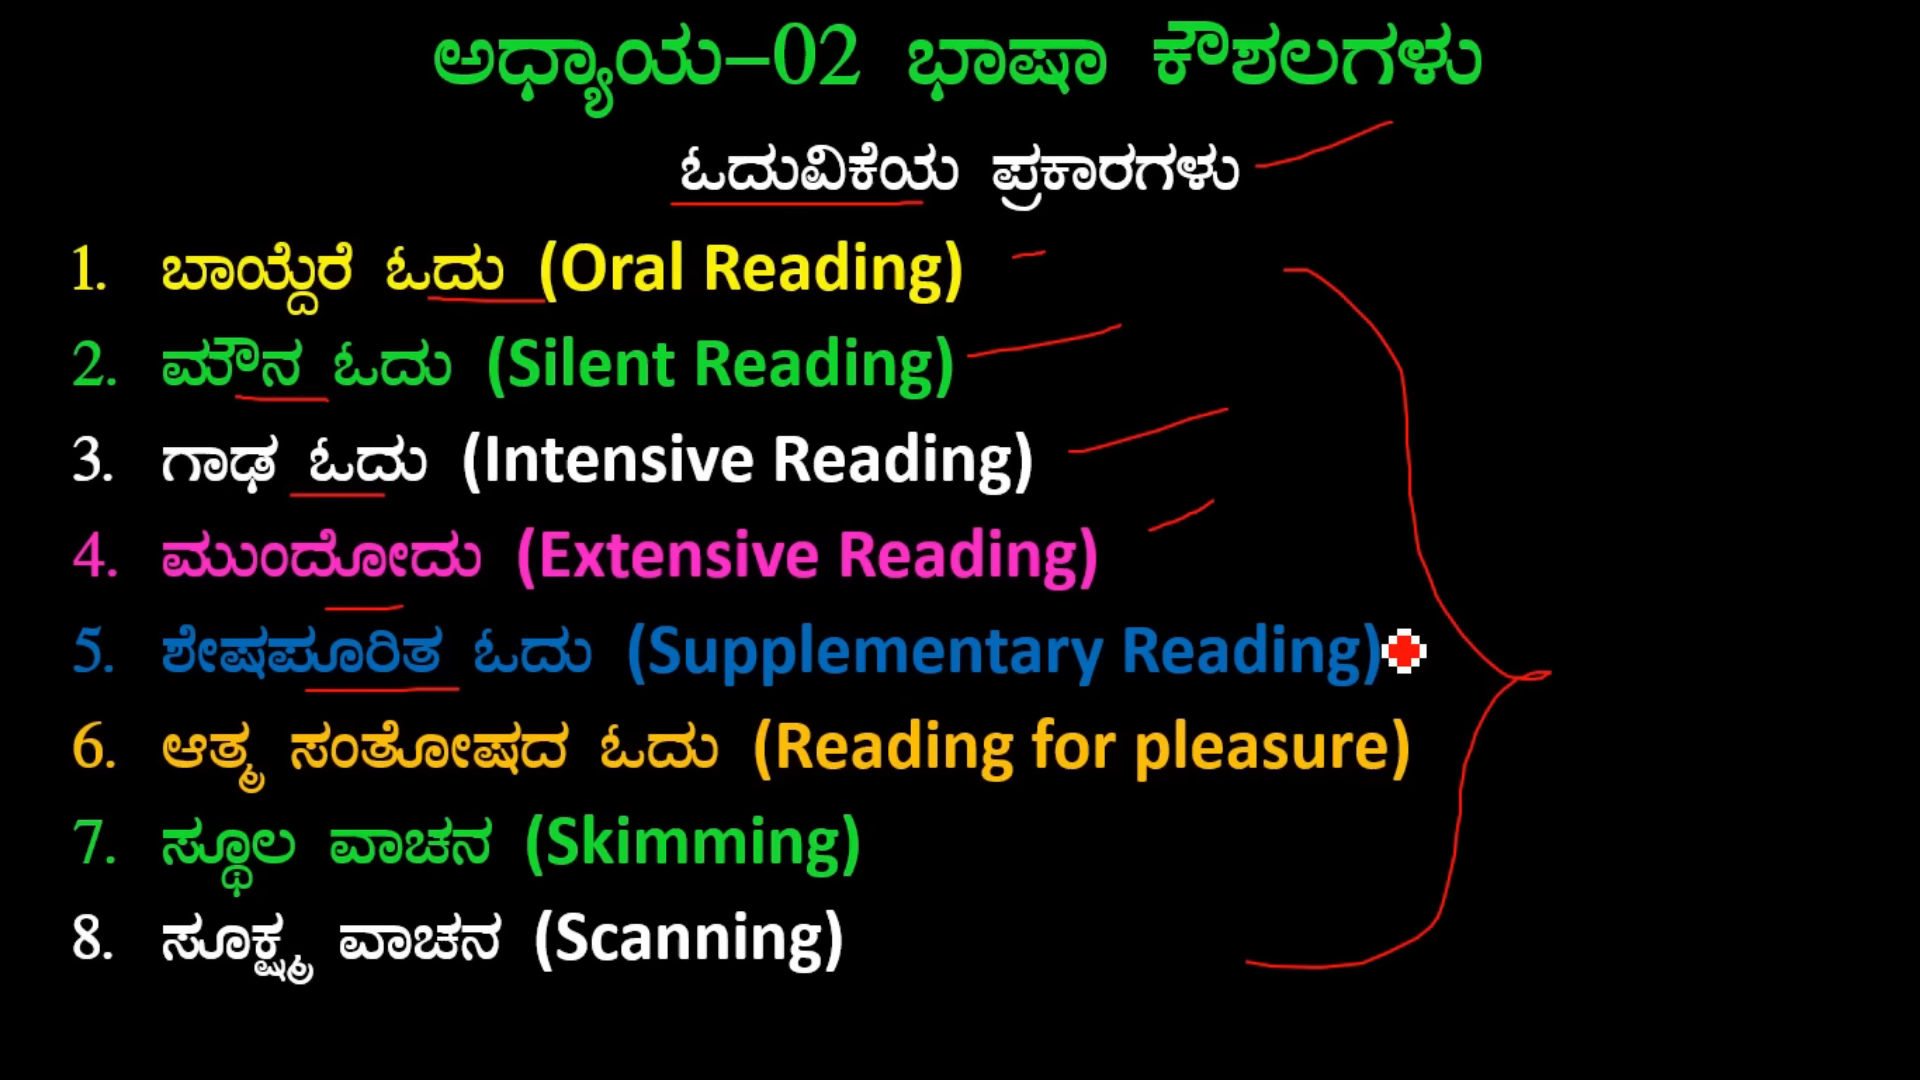 ಅಧ್ಯಾಯ–02 ಭಾಷಾ ಕೌಶಲಗಳು
ಓದುವಿಕೆಯ ಪ್ರಕಾರಗಳು
1. ಬಾಯ್ದೆರೆ ಓದು (Oral Reading)
2. ಮೌನ ಓದು (Silent Reading)
3. ಗಾಢ ಓದು (Intensive Reading)
4. ಮುಂದೋದು (Extensive Reading)
5. ಶೇಷಪೂರಿತ ಓದು (Supplementary Reading)
6. ಆತ್ಮ ಸಂತೋಷದ ಓದು (Reading for pleasure)
7. ಸ್ಥೂಲ ವಾಚನ (Skimming)
8. ಸೂಕ್ಷ್ಮ ವಾಚನ (Scanning)